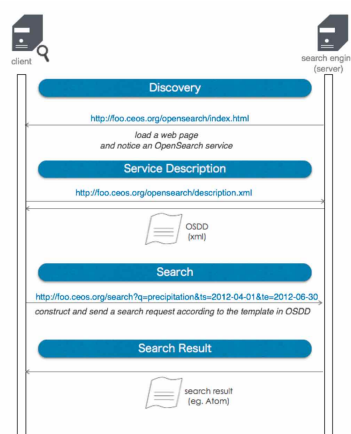 client
search engin
(server)
Discovery
http://foo.ceos.org/opensearch/index.html
load a web page
and notice an OpenSearch service
Service Description
http://foo.ceos.org/opensearch/description.xml
OSDD
(xml)
Search
http://foo.ceos.org/search?q=precipitation&ts=2012-04-01&te=2012-06-30
construct and send a search request according to the template in OSDD
Search Result
search result
(eg. Atom)